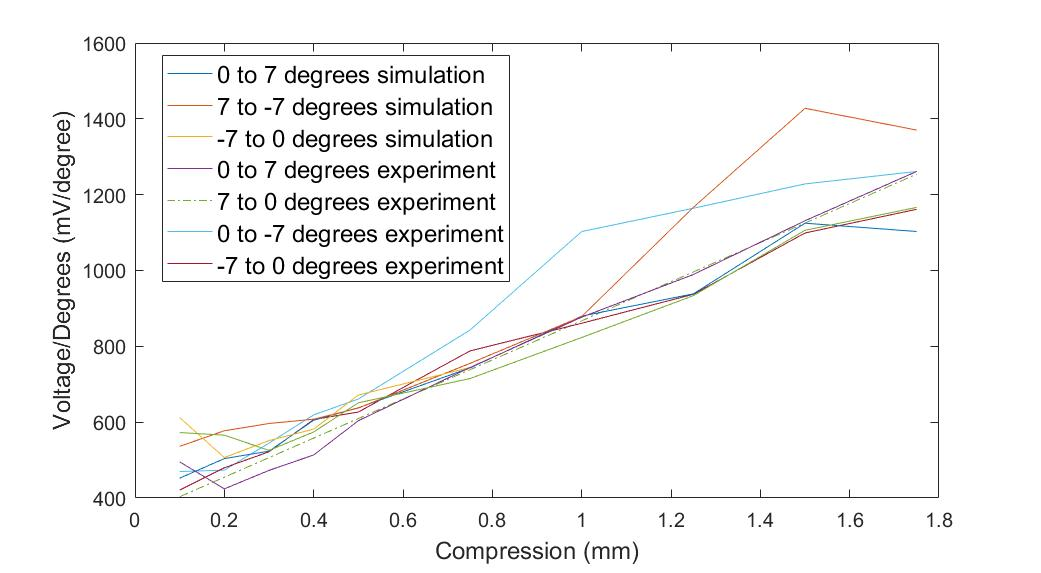 1600
1400
1200
1000
800
600
400
0
0.2
0.4
0.6
0.8
1
1.2
1.4
1.6
1.8
Voltage/Degrees (mV/degree)
Compression (mm)
0 to 7 degrees simulation
7 to -7 degrees simulation
-7 to 0 degrees simulation
0 to 7 degrees experiment
7 to 0 degrees experiment
0 to -7 degrees experiment
-7 to 0 degrees experiment